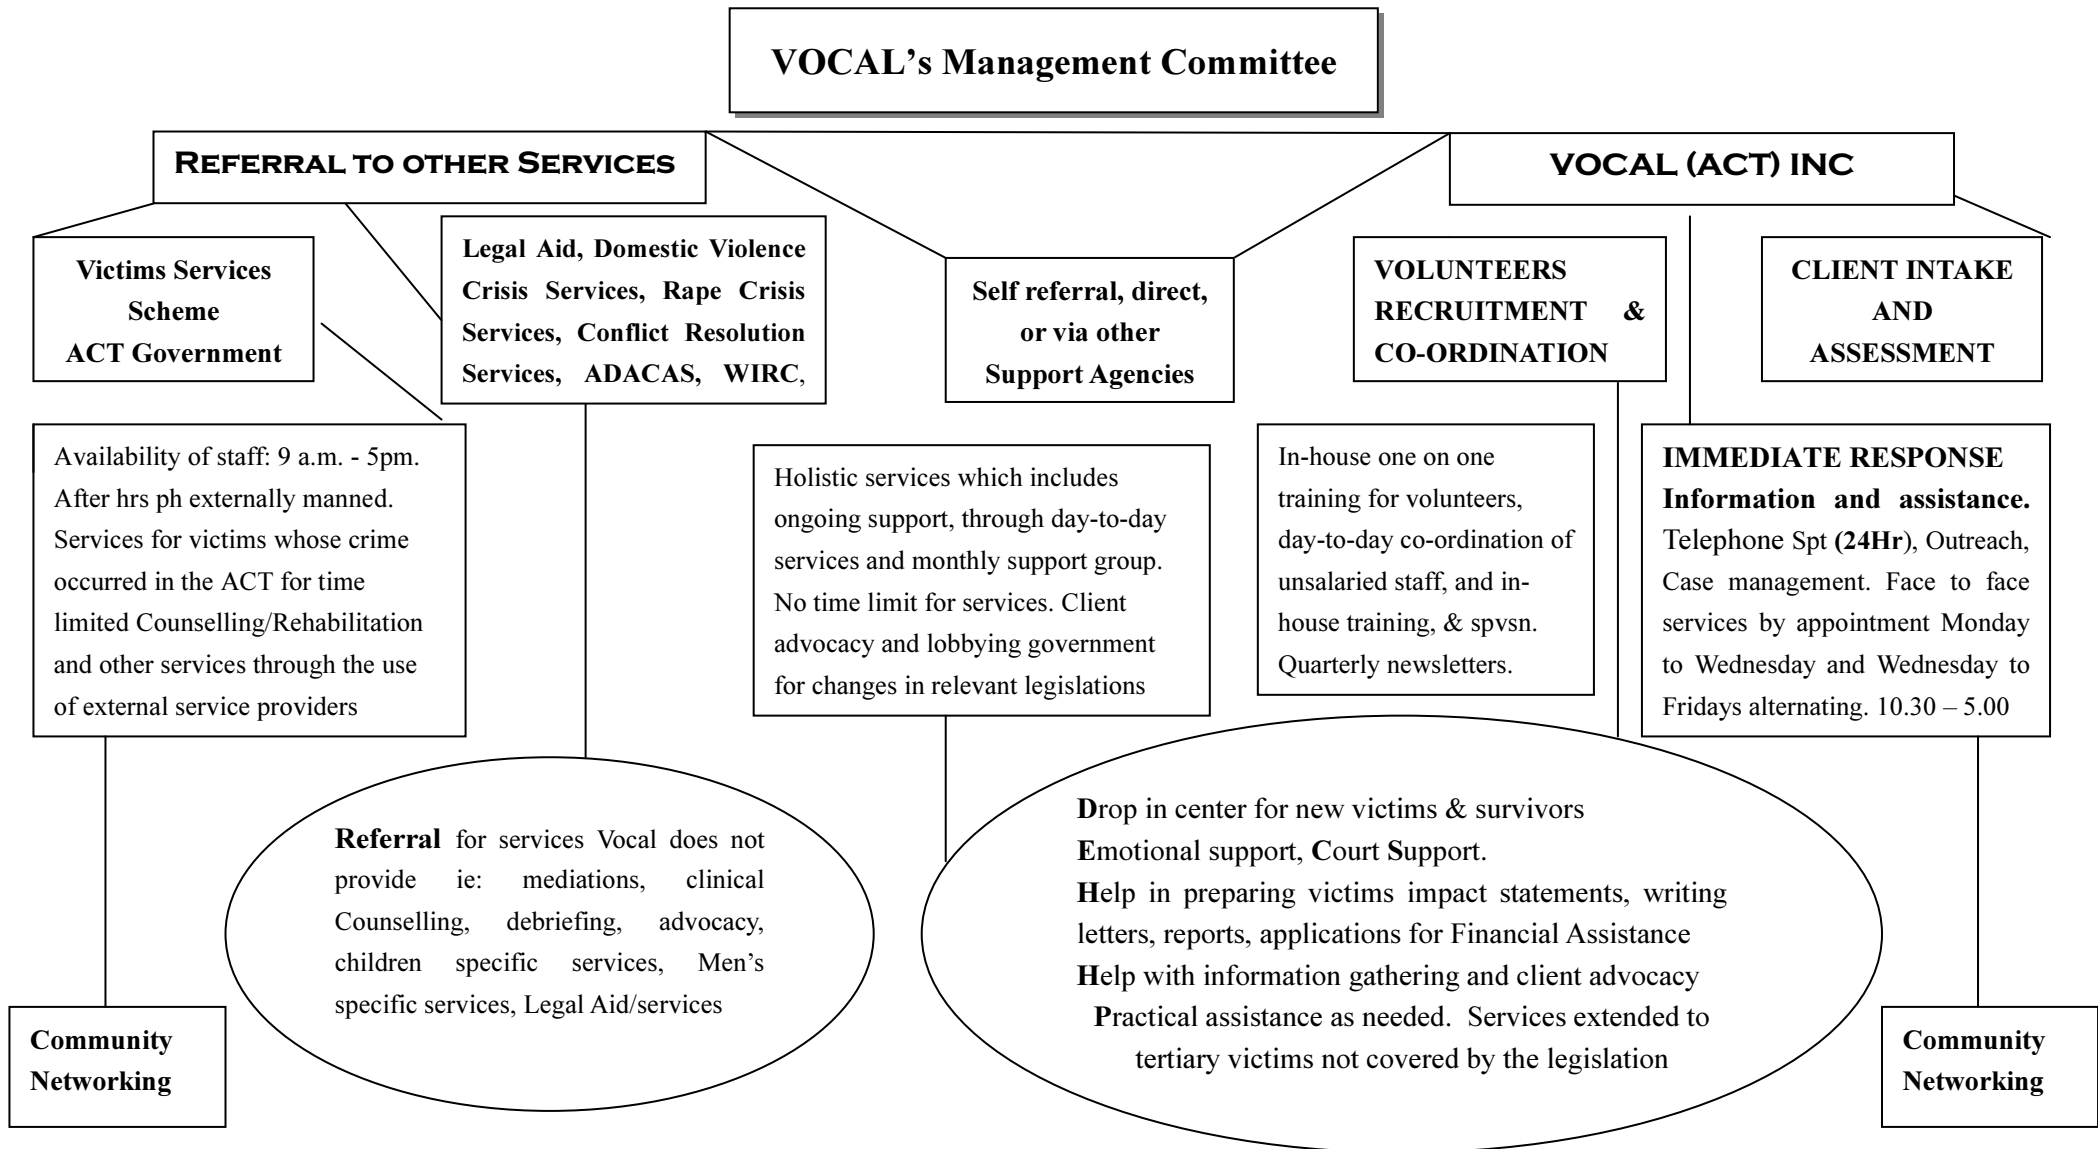 VOCAL’s Management Committee
REFERRAL TO OTHER SERVICES
VOCAL (ACT) INC
Victims Services
Scheme
ACT Government
Legal Aid, Domestic Violence
Crisis Services, Rape Crisis
Services, Conflict Resolution
Services, ADACAS, WIRC,
Self referral, direct,
or via other
Support Agencies
VOLUNTEERS
RECRUITMENT &
CO-ORDINATION
CLIENT INTAKE
AND
ASSESSMENT
Availability of staff: 9 a.m. - 5pm.
After hrs ph externally manned.
Services for victims whose crime
occurred in the ACT for time
limited Counselling/Rehabilitation
and other services through the use
of external service providers
Holistic services which includes
ongoing support, through day-to-day
services and monthly support group.
No time limit for services. Client
advocacy and lobbying government
for changes in relevant legislations
In-house one on one
training for volunteers,
day-to-day co-ordination of
unsalaried staff, and in-
house training, & spvsn.
Quarterly newsletters.
IMMEDIATE RESPONSE
Information and assistance.
Telephone Spt (24Hr), Outreach,
Case management. Face to face
services by appointment Monday
to Wednesday and Wednesday to
Fridays alternating. 10.30 – 5.00
Referral for services Vocal does not
provide ie: mediations, clinical
Counselling, debriefing, advocacy,
children specific services, Men’s
specific services, Legal Aid/services
Drop in center for new victims & survivors
Emotional support, Court Support.
Help in preparing victims impact statements, writing
letters, reports, applications for Financial Assistance
Help with information gathering and client advocacy
Practical assistance as needed. Services extended to
tertiary victims not covered by the legislation
Community
Networking
Community
Networking